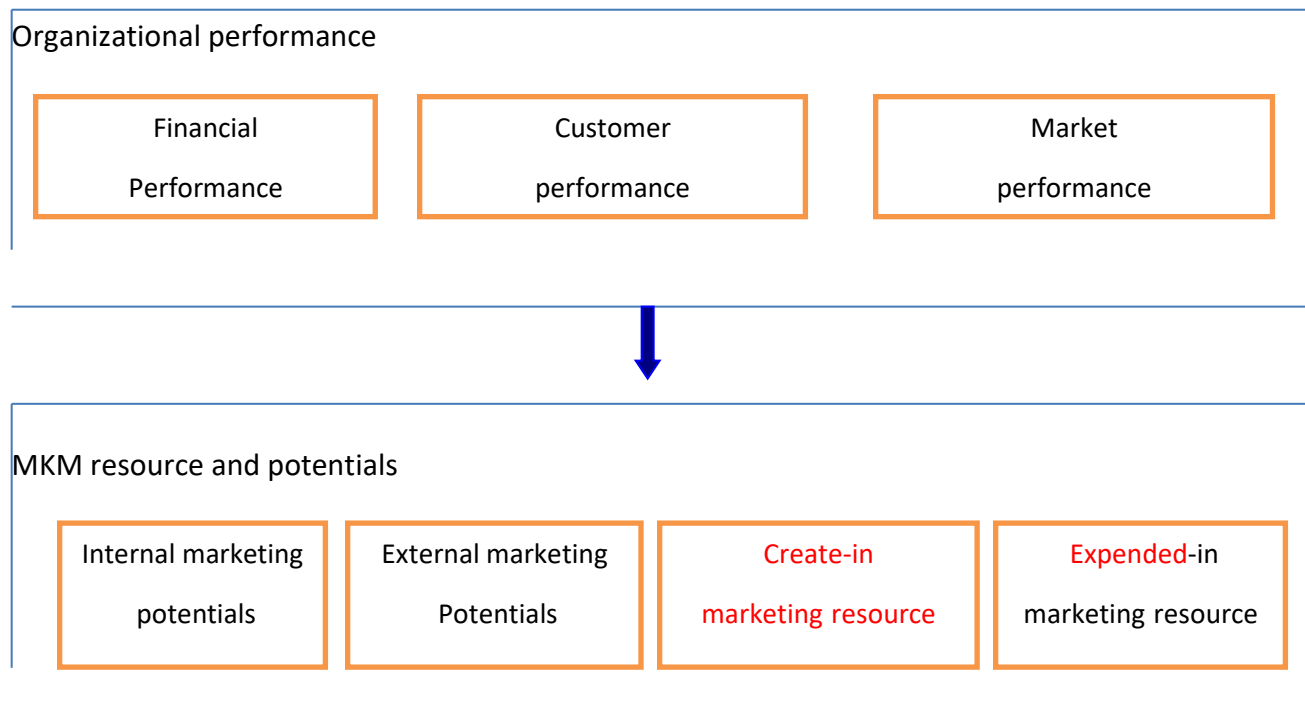 Organizational performance
Financial
Performance
Customer
performance
Market
performance
MKM resource and potentials
Internal marketing
potentials
External marketing
Potentials
Create-in
marketing resource
Expended-in
marketing resource